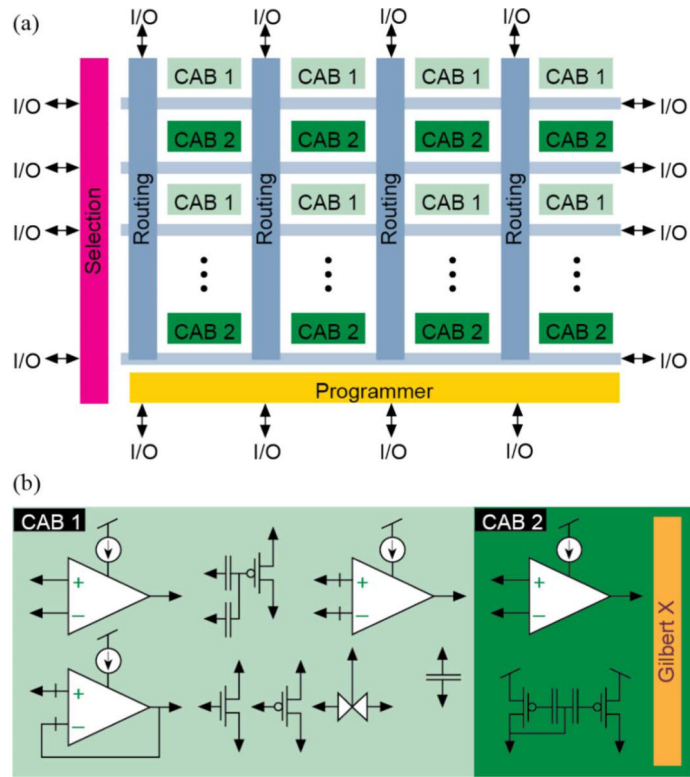 (a)
I/O I/O I/O I/O
CAB 1 CAB 1 CAB 1 CAB 1
I/O I/O
CAB 2 CAB 2 CAB 2 CAB 2
I/O I/O
CAB 1 CAB 1 CAB 1 CAB 1
I/O I/O
Selection
Routing Routing Routing Routing
CAB 2 CAB 2 CAB 2 CAB 2
I/O I/O
Programmer
I/O I/O I/O I/O
(b)
CAB 1 CAB 2
+ + +
− − −
Gilbert X
+
−